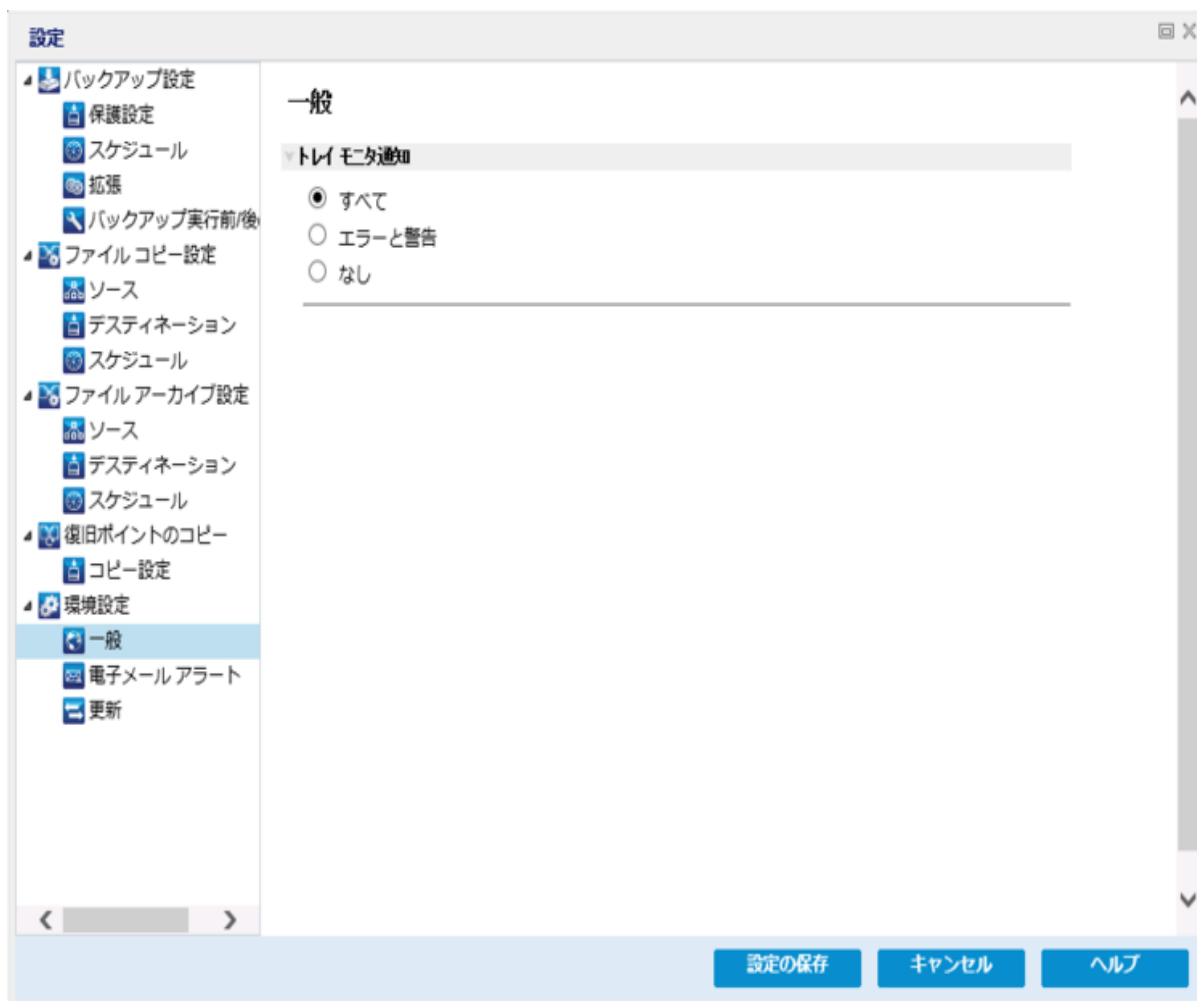 設定
バックアップ設定
保護設定
スケジュール
拡張
バックアップ実行前/後
ファイル コピー設定
ソース
デスティネーション
スケジュール
ファイル アーカイブ設定
ソース
デスティネーション
スケジュール
復旧ポイントのコピー
コピー設定
環境設定
一般
電子メール アラート
更新
一般
トレイ モニタ通知
すべて
エラーと警告
なし
設定の保存
キャンセル
ヘルプ